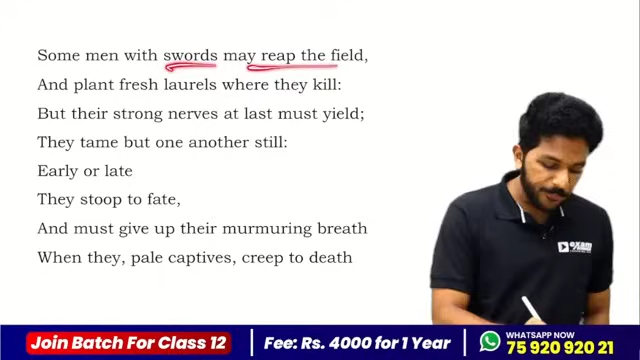 Some men with swords may reap the field,
And plant fresh laurels where they kill:
But their strong nerves at last must yield;
They tame but one another still:
Early or late
They stoop to fate,
And must give up their murmuring breath
When they, pale captives, creep to death
exam
Join Batch For Class 12
Fee: Rs. 4000 for 1 Year
WHATSAPP NOW
75 920 920 21